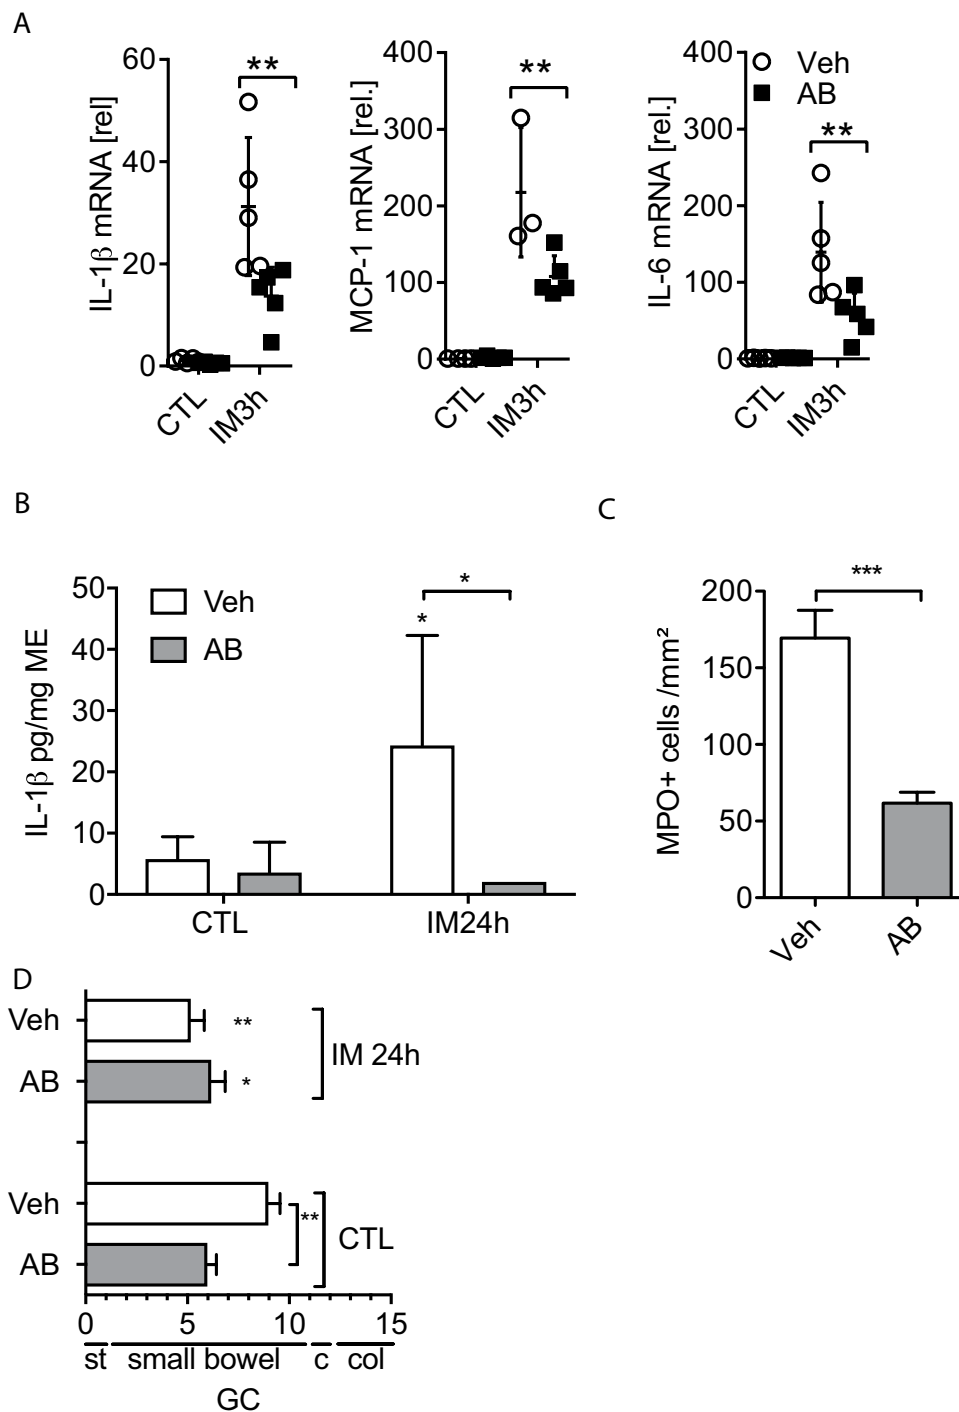 A
IL-1β mRNA [rel]
60
40
20
0
**
CTL
IM3h
MCP-1 mRNA [rel.]
400
300
200
100
0
**
CTL
IM3h
IL-6 mRNA [rel.]
400
300
200
100
0
Veh
AB
**
CTL
IM3h
B
IL-1β pg/mg ME
50
40
30
20
10
0
Veh
AB
*
*
CTL
IM24h
C
MPO+ cells /mm²
200
150
100
50
0
***
Veh
AB
D
Veh
**
AB
*
IM 24h
Veh
**
AB
CTL
0 5 10 15
st small bowel c col
GC